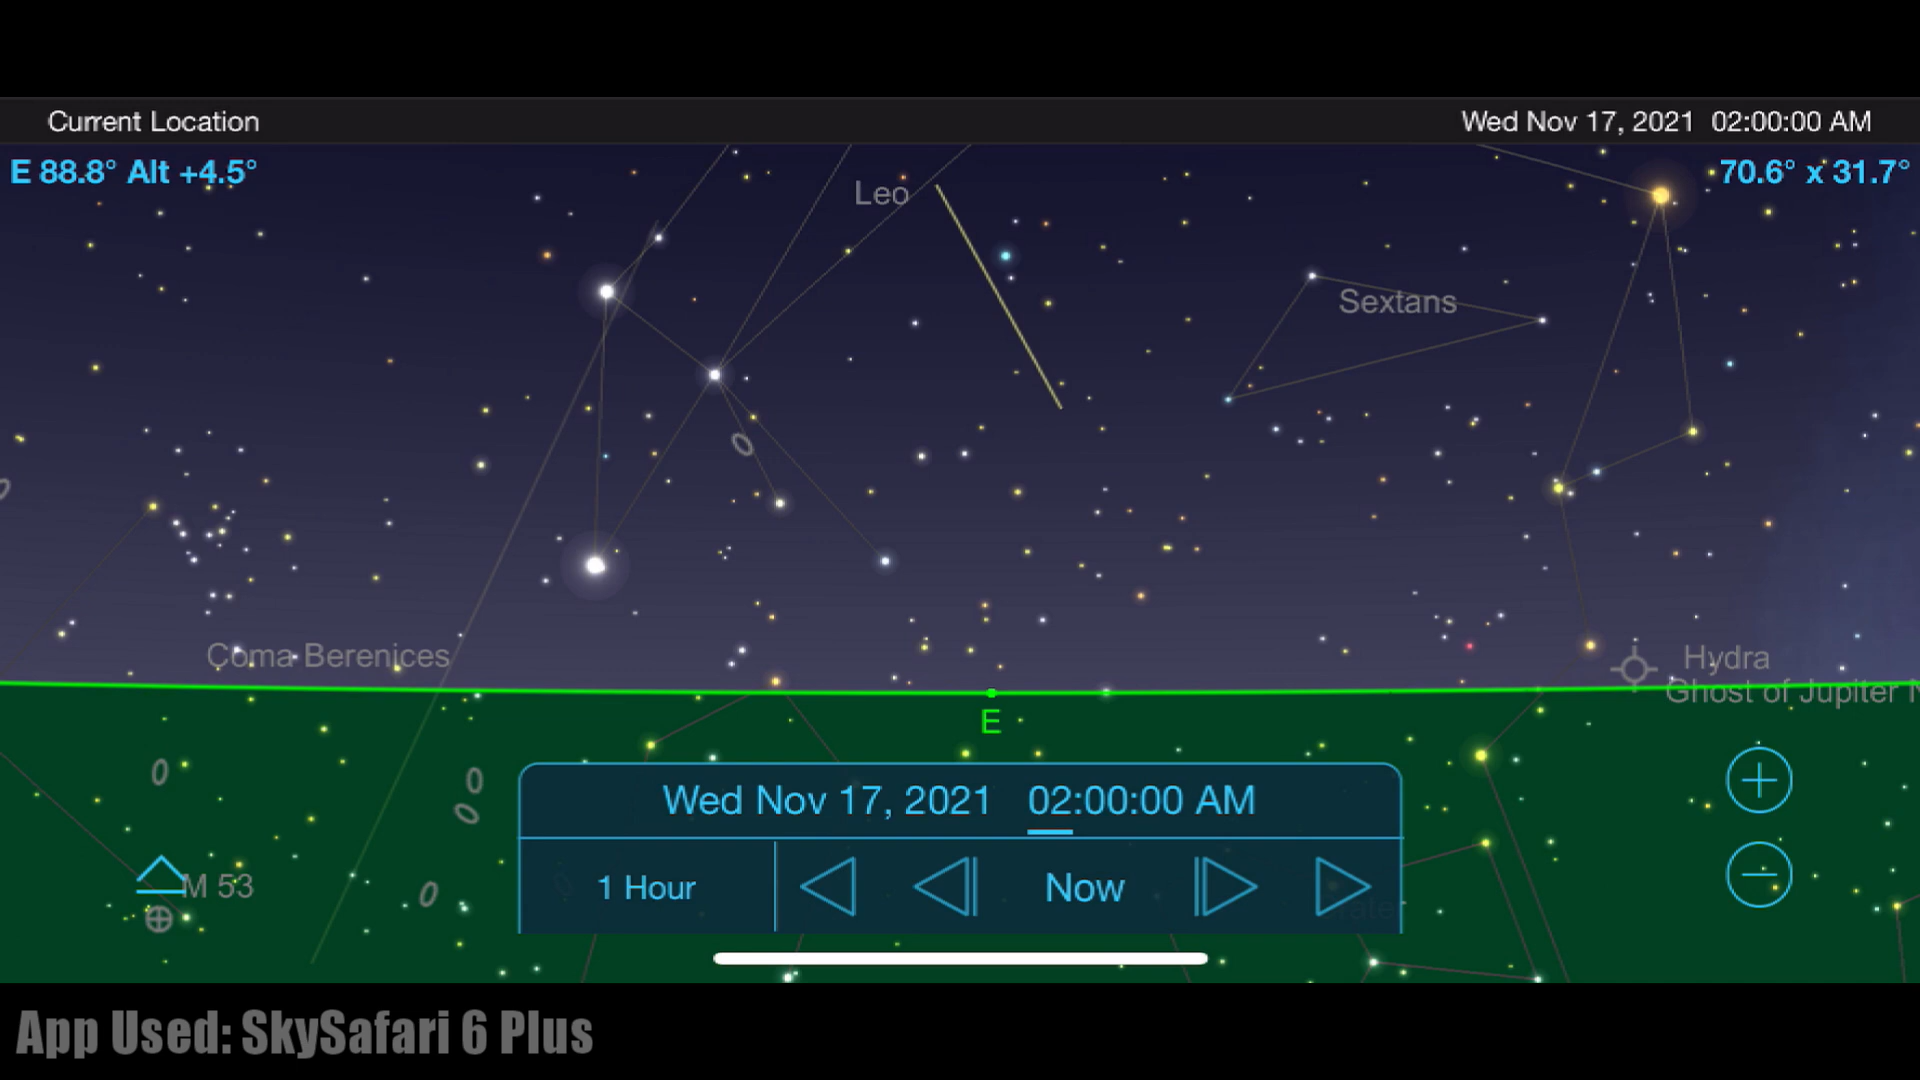 Current Location
Wed Nov 17, 2021 02:00:00 AM
E 88.8° Alt +4.5°
70.6° x 31.7°
Leo
Sextans
Coma Berenices
Hydra
Ghost of Jupiter N
E
Wed Nov 17, 2021 02:00:00 AM
M 53
1 Hour
Now
App Used: SkySafari 6 Plus